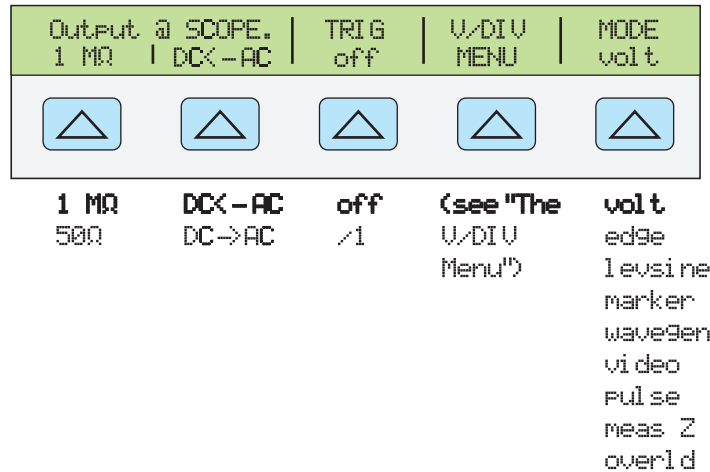 Output @ SCOPE. | TRIG | V/DIV | MODE
1 MΩ | DC<-AC | off | MENU | volt
1 MΩ DC<-AC off (see "The volt
50Ω DC->AC /1 V/DIV edge
Menu") levsine
marker
wavegen
video
pulse
meas Z
overld